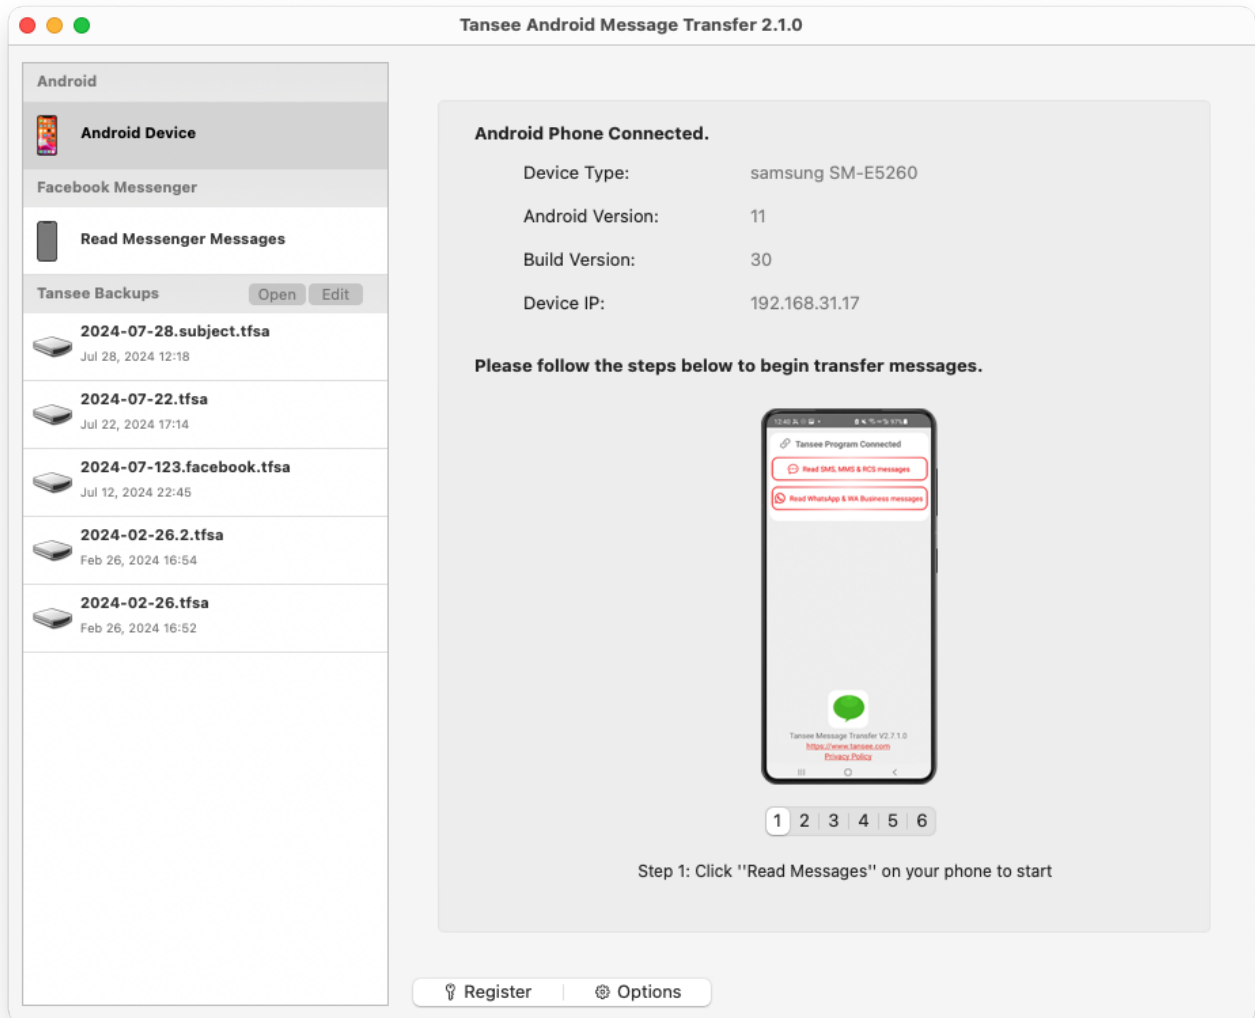 Tansee Android Message Transfer 2.1.0
Android
Android Device
Facebook Messenger
Read Messenger Messages
Tansee Backups
Open
Edit
2024-07-28.subject.tfsa
Jul 28, 2024 12:18
2024-07-22.tfsa
Jul 22, 2024 17:14
2024-07-123.facebook.tfsa
Jul 12, 2024 22:45
2024-02-26.2.tfsa
Feb 26, 2024 16:54
2024-02-26.tfsa
Feb 26, 2024 16:52
Android Phone Connected.
Device Type: samsung SM-E5260
Android Version: 11
Build Version: 30
Device IP: 192.168.31.17
Please follow the steps below to begin transfer messages.
12:40 97%
Tansee Program Connected
Read SMS, MMS & RCS messages
Read WhatsApp & WA Business messages
Tansee Message Transfer V2.7.1.0
https://www.tansee.com
Privacy Policy
1 2 3 4 5 6
Step 1: Click ''Read Messages'' on your phone to start
Register
Options